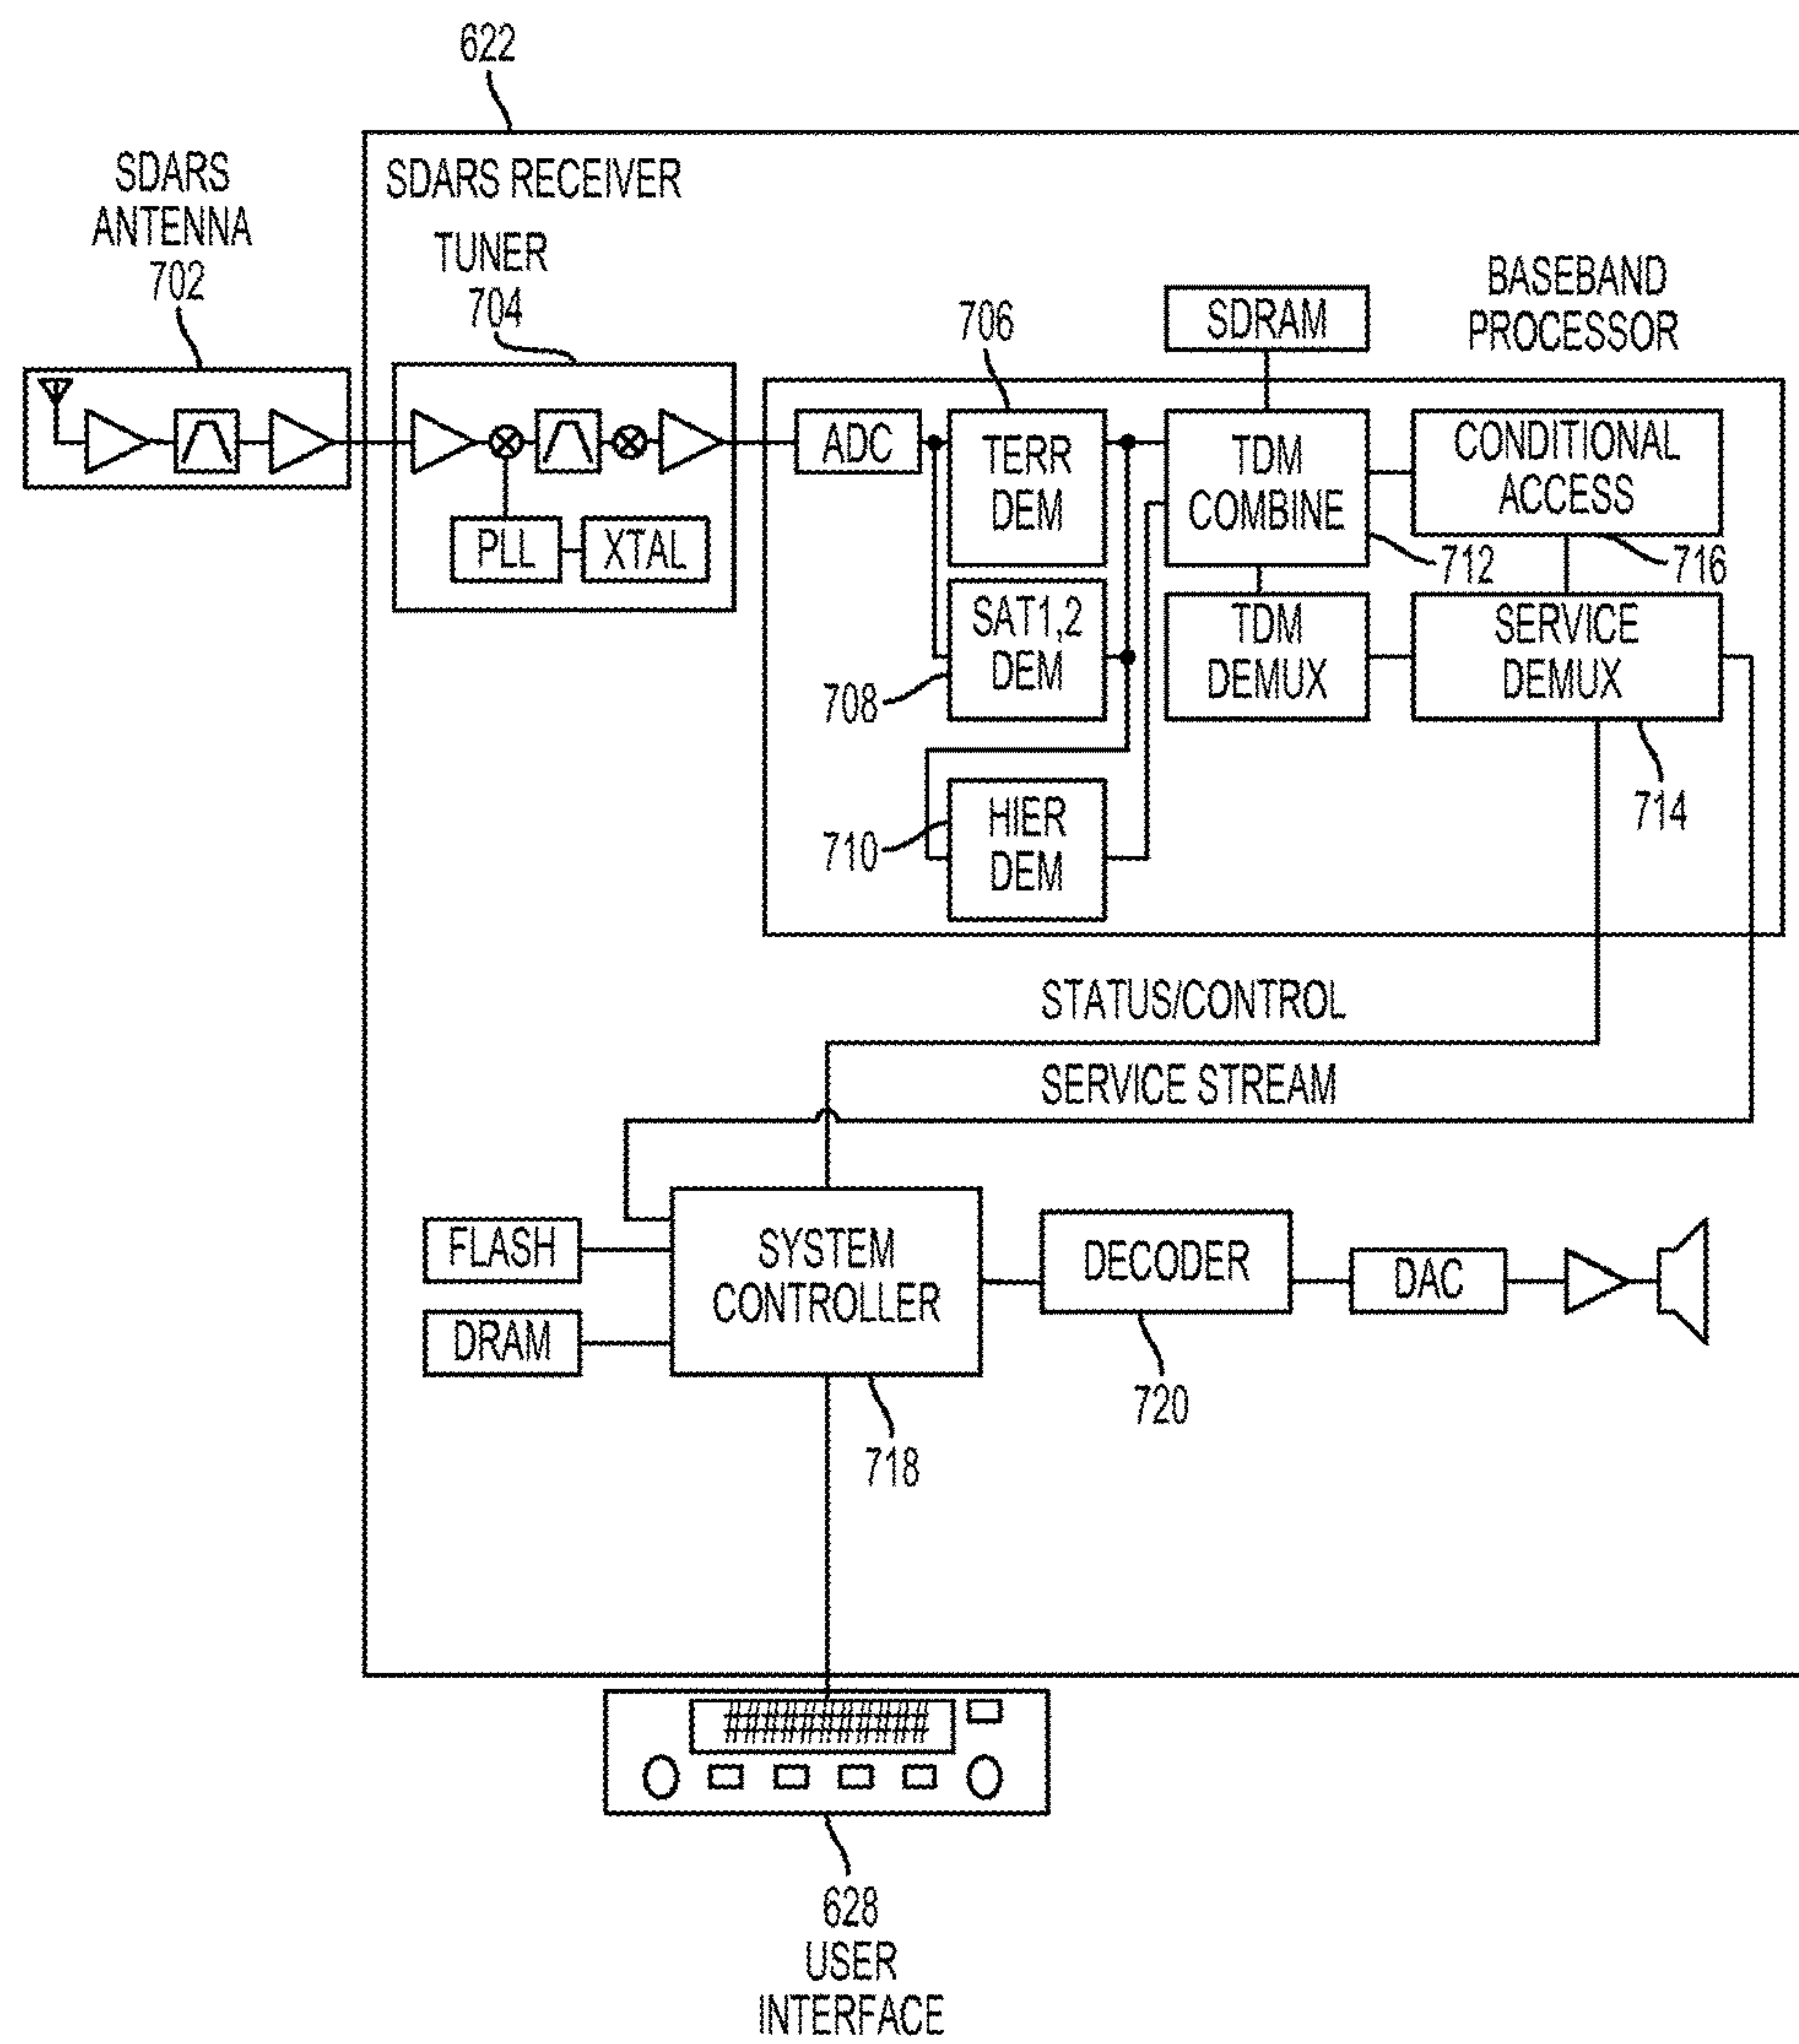 622
SDARS
ANTENNA
702
SDARS RECEIVER
TUNER
704
706
SDRAM
BASEBAND
PROCESSOR
ADC
TERR
DEM
TDM
COMBINE
CONDITIONAL
ACCESS
PLL
XTAL
712
716
SAT1,2
DEM
708
TDM
DEMUX
SERVICE
DEMUX
714
HIER
DEM
710
STATUS/CONTROL
SERVICE STREAM
FLASH
DRAM
SYSTEM
CONTROLLER
DECODER
DAC
720
718
###########
628
USER
INTERFACE